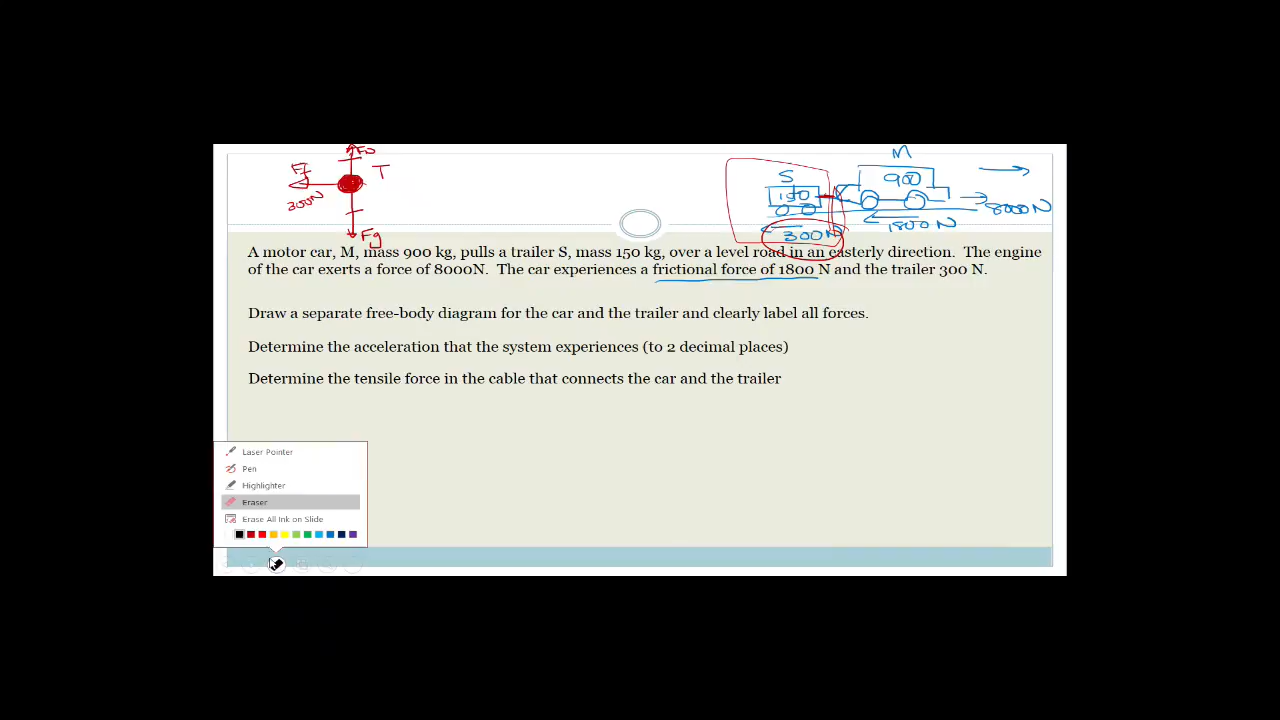 FN
Ff
T
300N
Fg
M
S
900
150
8000N
1800N
300N
A motor car, M, mass 900 kg, pulls a trailer S, mass 150 kg, over a level road in an easterly direction. The engine
of the car exerts a force of 8000N. The car experiences a frictional force of 1800 N and the trailer 300 N.
Draw a separate free-body diagram for the car and the trailer and clearly label all forces.
Determine the acceleration that the system experiences (to 2 decimal places)
Determine the tensile force in the cable that connects the car and the trailer
Laser Pointer
Pen
Highlighter
Eraser
Erase All Ink on Slide